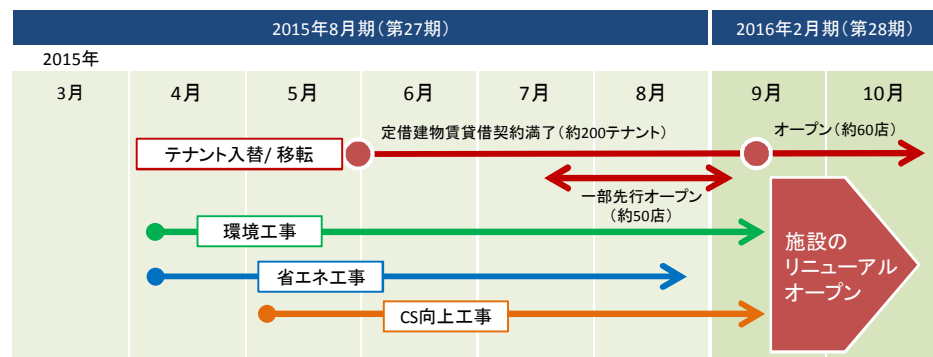 2015年8月期（第27期）
2016年2月期（第28期）
2015年
3月
4月
5月
6月
7月
8月
9月
10月
定借建物賃貸借契約満了（約200テナント）
オープン（約60店）
テナント入替/ 移転
一部先行オープン
（約50店）
環境工事
省エネ工事
CS向上工事
施設の
リニューアル
オープン